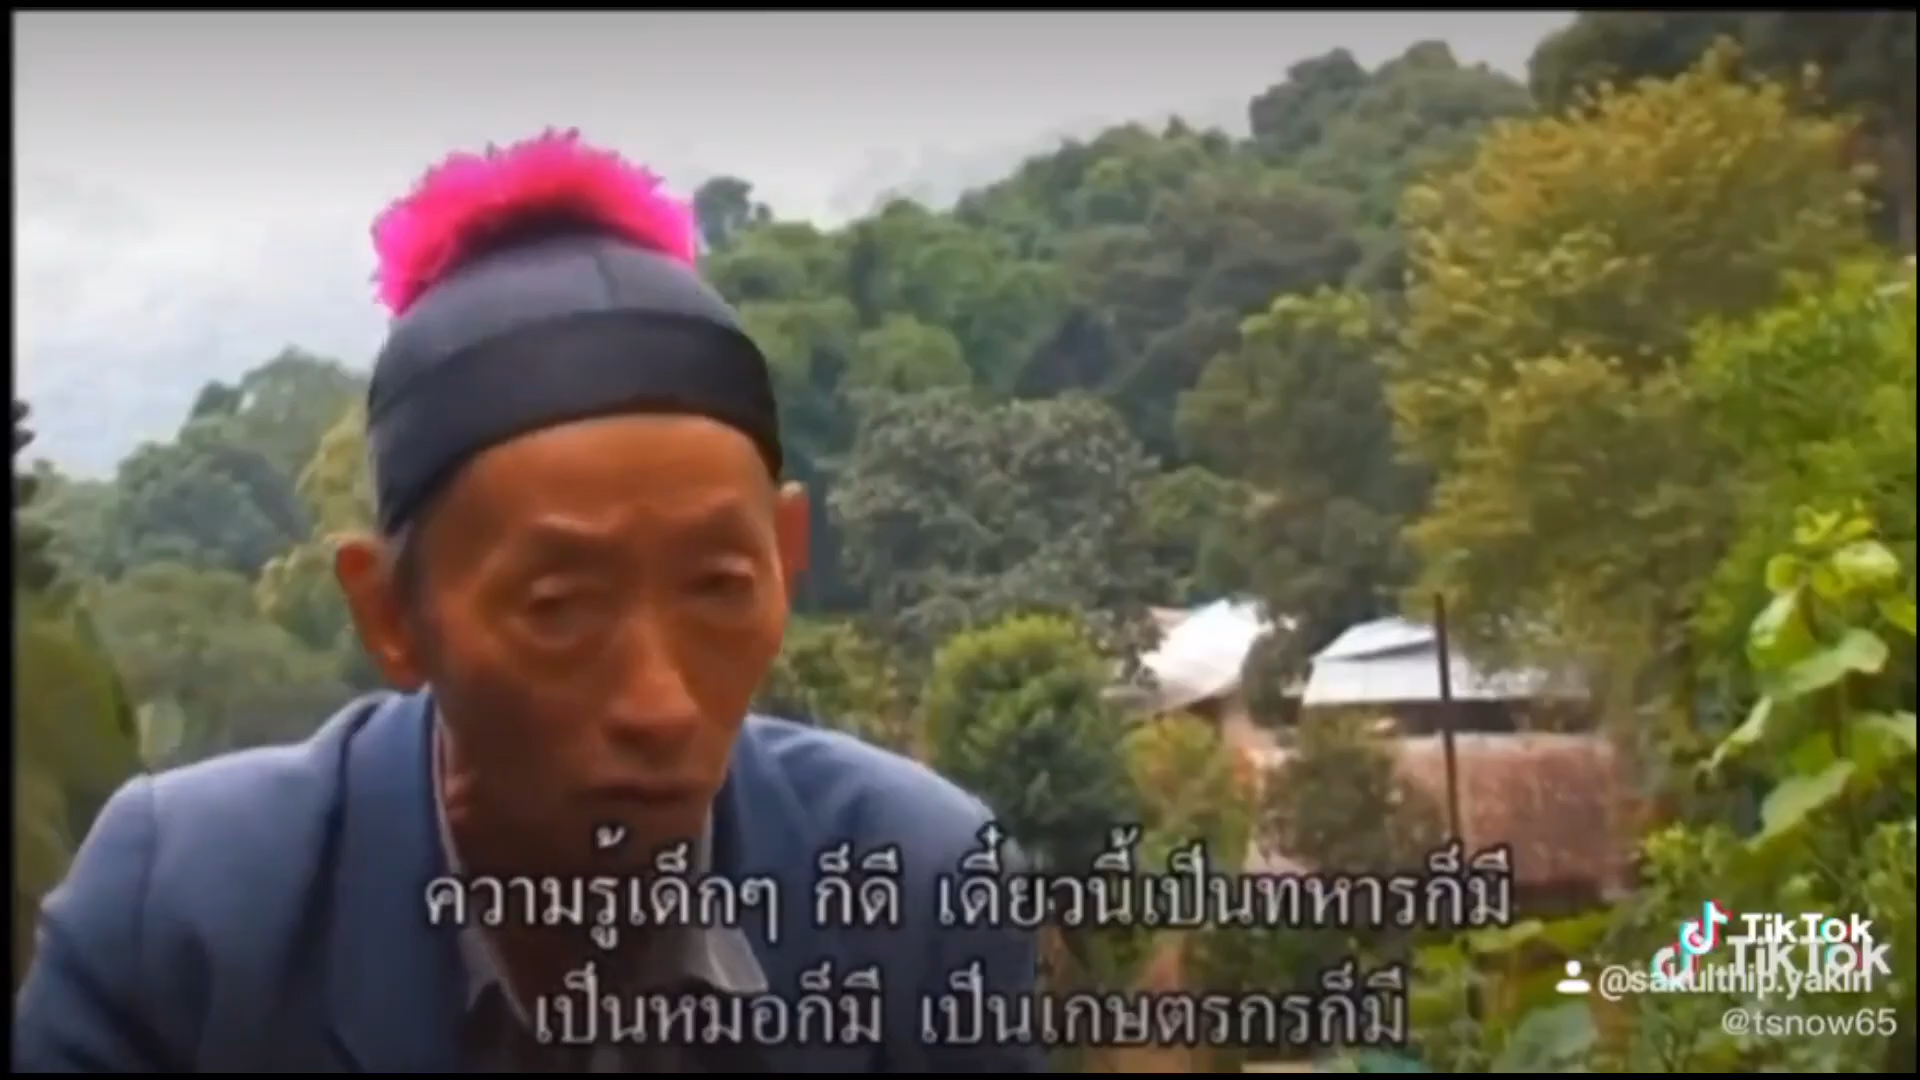 ความรู้เด็กๆ ก็ดี เดี๋ยวนี้เป็นทหารก็มี
เป็นหมอก็มี เป็นเกษตรกรก็มี
TikTok
TikTok
@sakulthip.yakin
@tsnow65